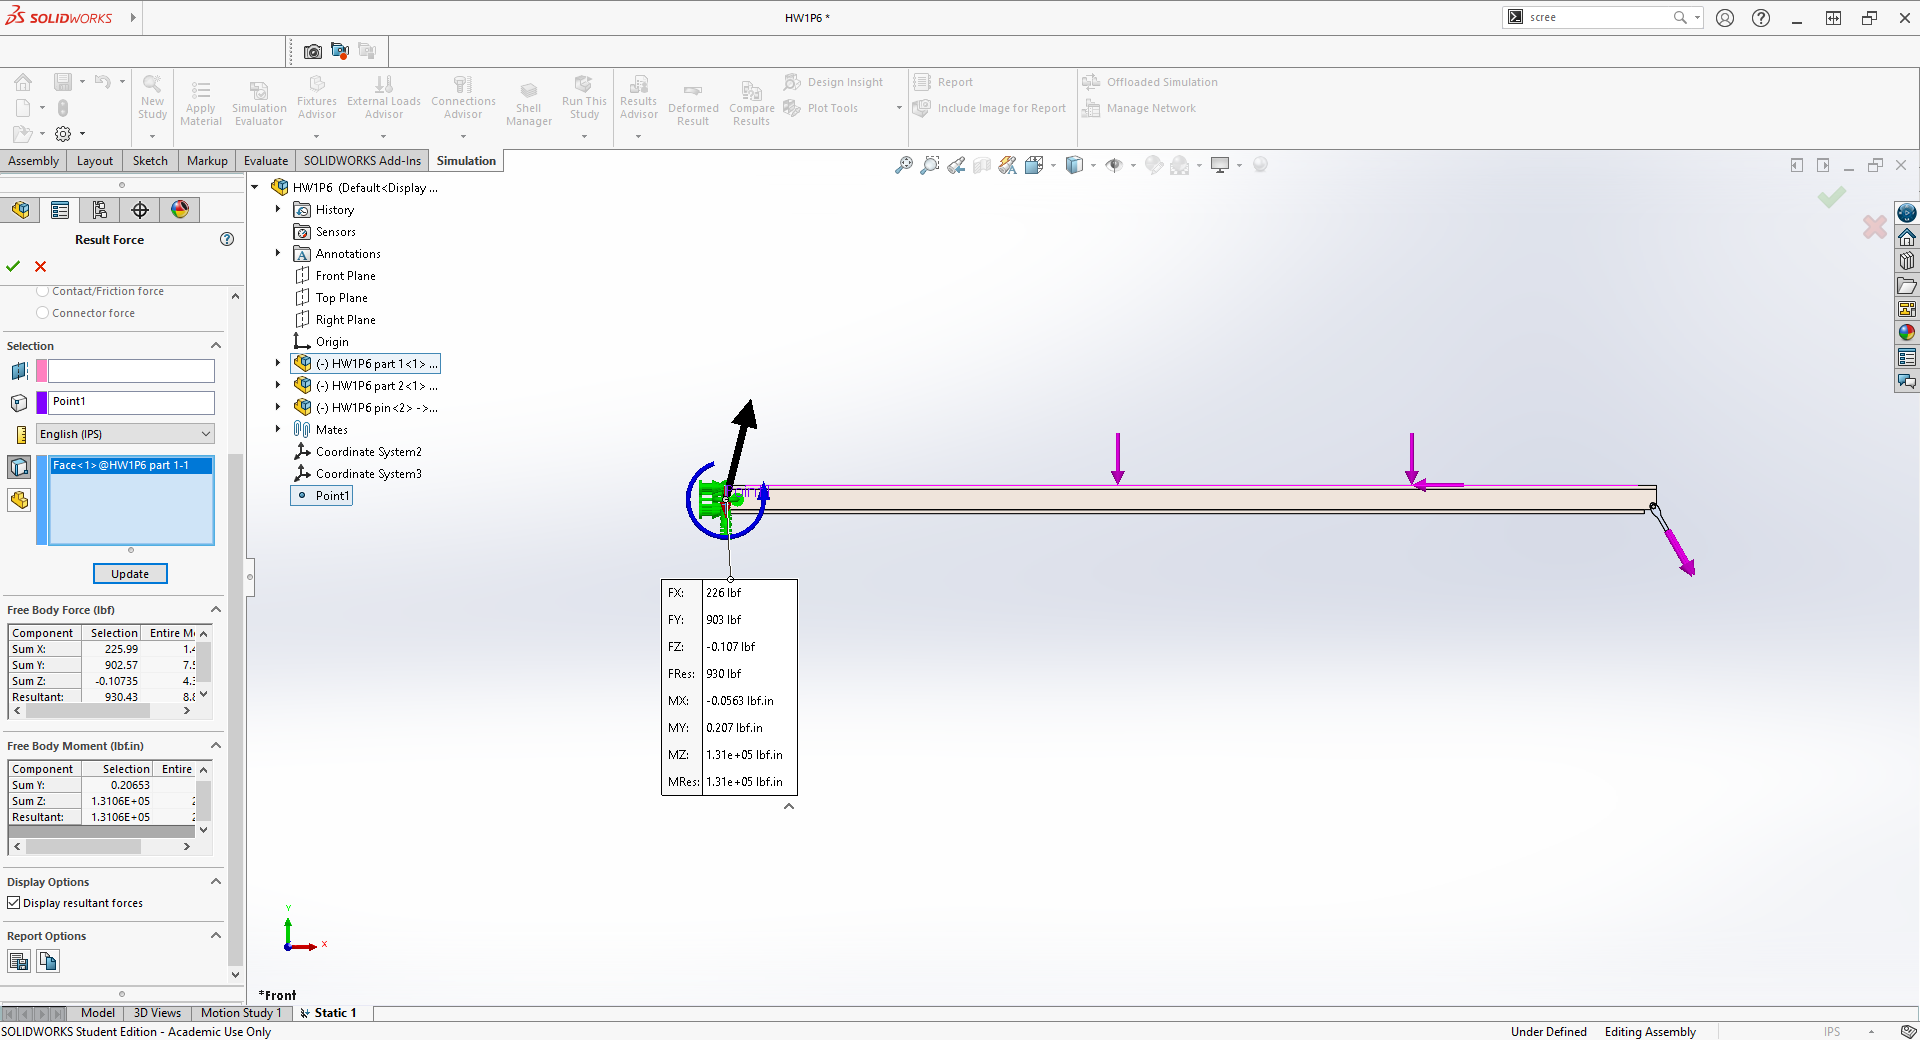 SOLIDWORKS
HW1P6 *
scree
New Study
Apply Material
Simulation Evaluator
Fixtures Advisor
External Loads Advisor
Connections Advisor
Shell Manager
Run This Study
Results Advisor
Deformed Result
Compare Results
Design Insight
Plot Tools
Report
Include Image for Report
Offloaded Simulation
Manage Network
Assembly
Layout
Sketch
Markup
Evaluate
SOLIDWORKS Add-Ins
Simulation
Result Force
Contact/Friction force
Connector force
Selection
Point1
English (IPS)
Face<1>@HW1P6 part 1-1
Update
Free Body Force (lbf)
Component Selection Entire M
Sum X: 225.99 1.4
Sum Y: 902.57 7.5
Sum Z: -0.10735 4.3
Resultant: 930.43 8.8
Free Body Moment (lbf.in)
Component Selection Entire
Sum Y: 0.20653
Sum Z: 1.3106E+05 2
Resultant: 1.3106E+05 2
Display Options
Display resultant forces
Report Options
HW1P6 (Default<Display ...
History
Sensors
A Annotations
Front Plane
Top Plane
Right Plane
Origin
(-) HW1P6 part 1<1> ...
(-) HW1P6 part 2<1> ...
(-) HW1P6 pin<2> ->...
Mates
Coordinate System2
Coordinate System3
Point1
FX: 226 lbf
FY: 903 lbf
FZ: -0.107 lbf
FRes: 930 lbf
MX: -0.0563 lbf.in
MY: 0.207 lbf.in
MZ: 1.31e+05 lbf.in
MRes: 1.31e+05 lbf.in
Y
X
*Front
Model
3D Views
Motion Study 1
Static 1
SOLIDWORKS Student Edition - Academic Use Only
Under Defined
Editing Assembly
IPS